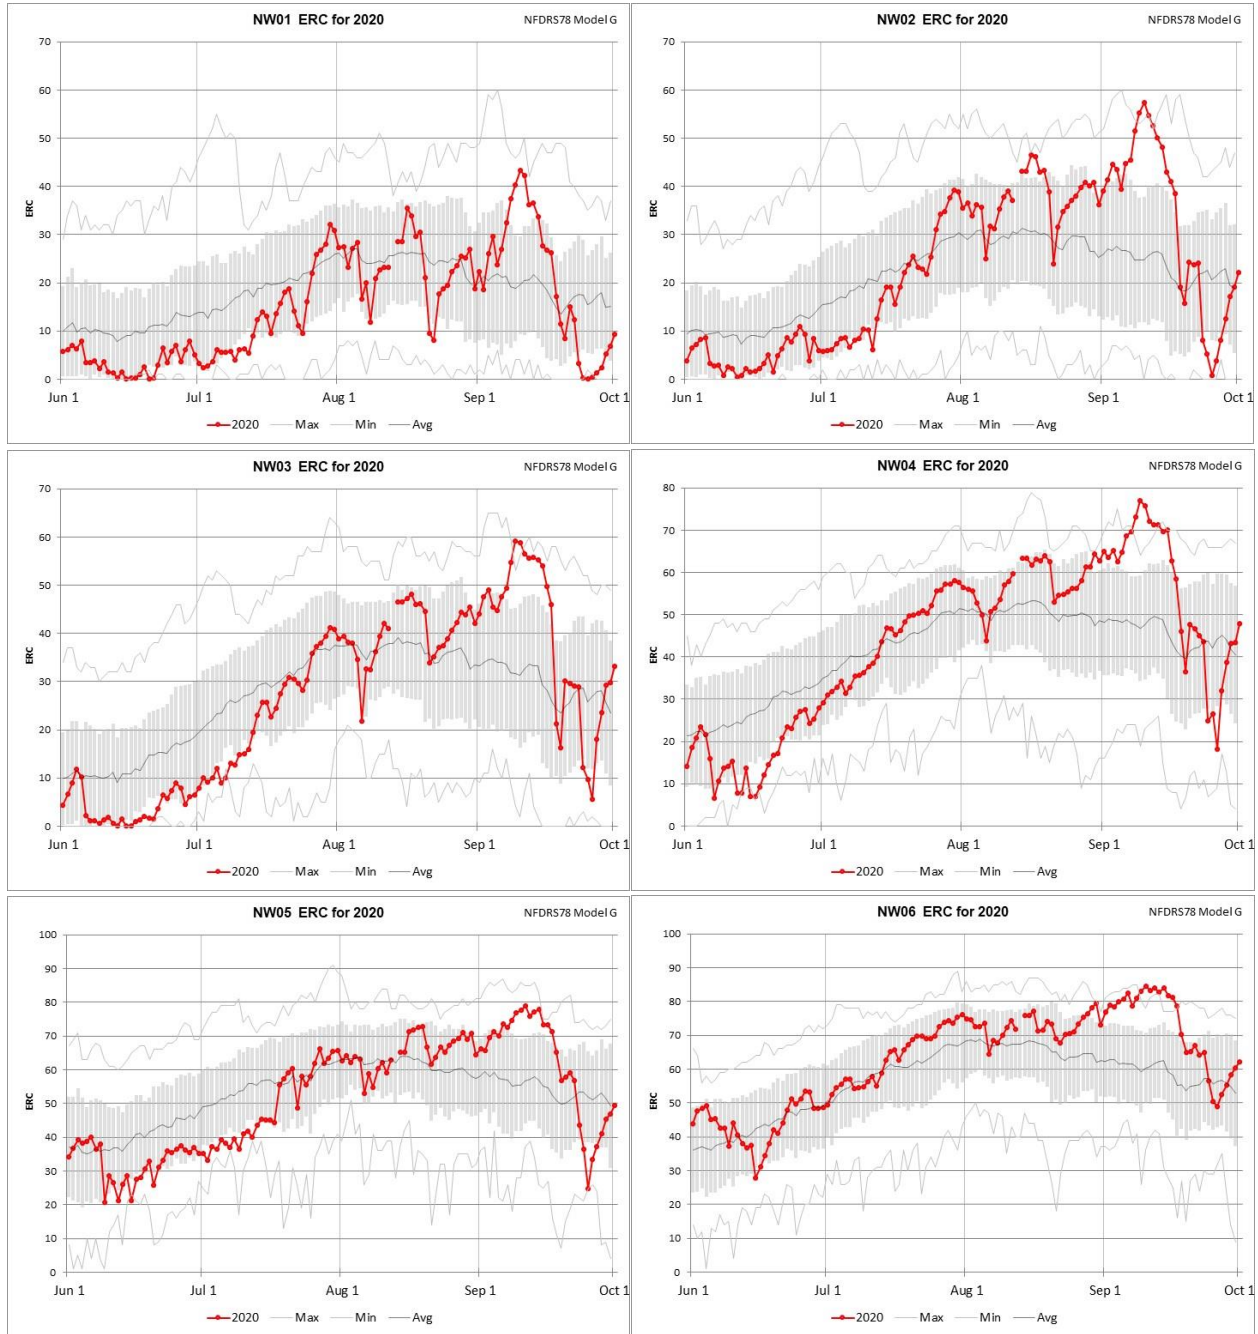 NW01  ERC for 2020
NFDRS78 Model G
70
60
50
40
30
20
10
0
ERC
Jun 1 Jul 1 Aug 1 Sep 1 Oct 1
2020 Max Min Avg
NW02  ERC for 2020
NFDRS78 Model G
70
60
50
40
30
20
10
0
ERC
Jun 1 Jul 1 Aug 1 Sep 1 Oct 1
2020 Max Min Avg
NW03  ERC for 2020
NFDRS78 Model G
70
60
50
40
30
20
10
0
ERC
Jun 1 Jul 1 Aug 1 Sep 1 Oct 1
2020 Max Min Avg
NW04  ERC for 2020
NFDRS78 Model G
80
70
60
50
40
30
20
10
0
ERC
Jun 1 Jul 1 Aug 1 Sep 1 Oct 1
2020 Max Min Avg
NW05  ERC for 2020
NFDRS78 Model G
100
90
80
70
60
50
40
30
20
10
0
ERC
Jun 1 Jul 1 Aug 1 Sep 1 Oct 1
2020 Max Min Avg
NW06  ERC for 2020
NFDRS78 Model G
100
90
80
70
60
50
40
30
20
10
0
ERC
Jun 1 Jul 1 Aug 1 Sep 1 Oct 1
2020 Max Min Avg